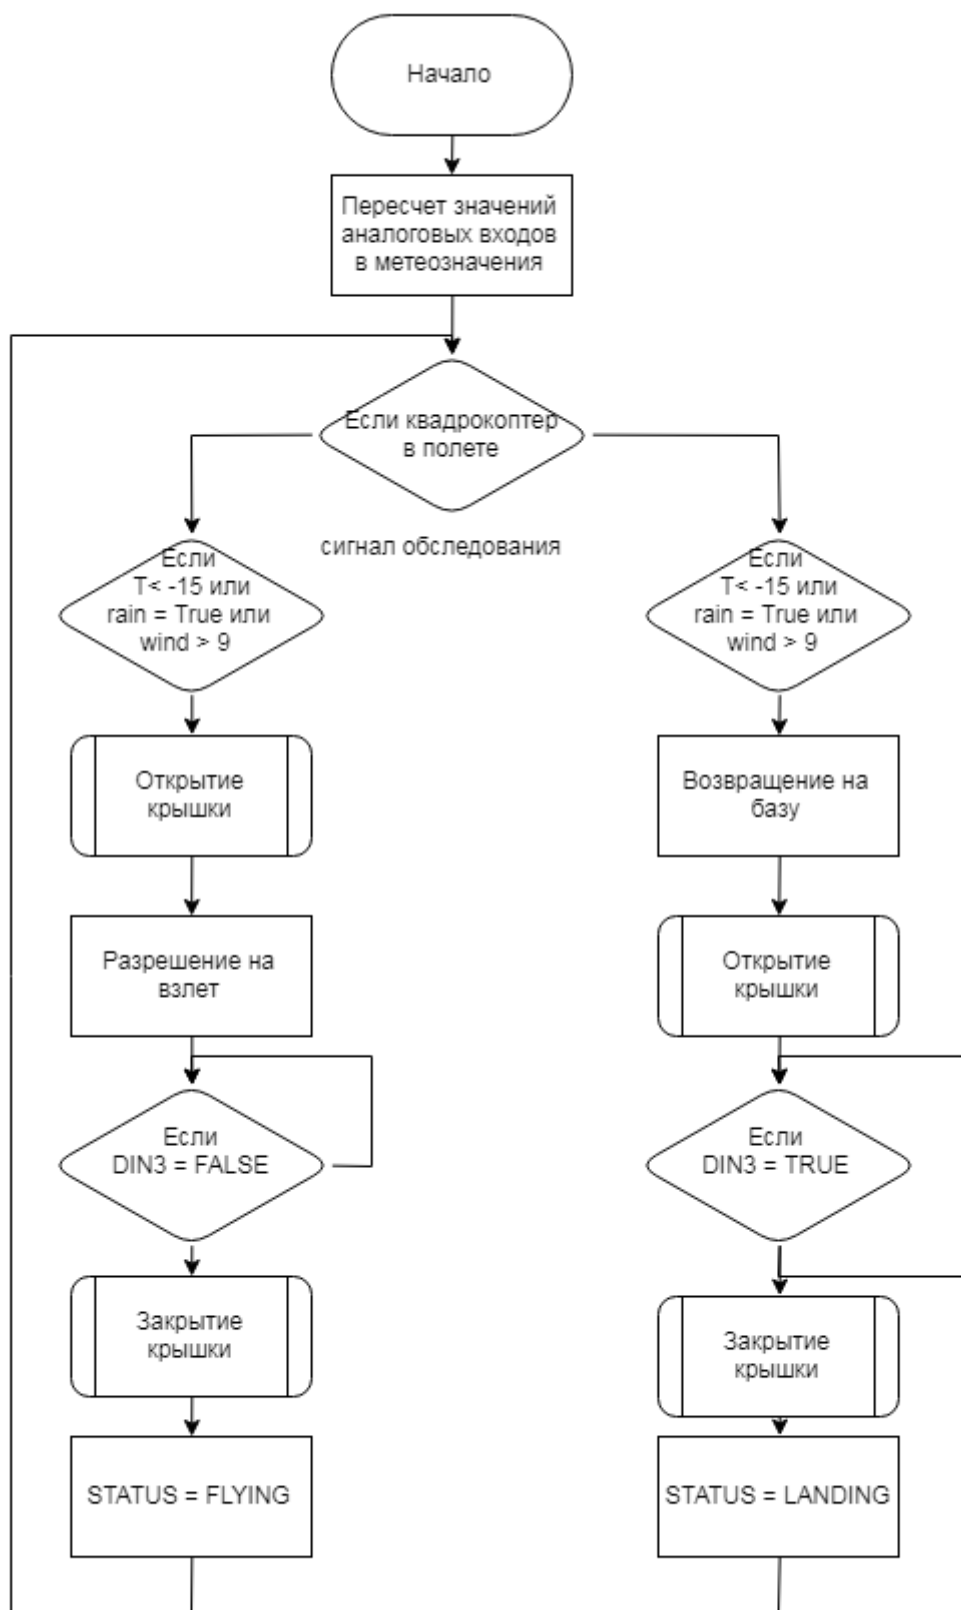 Начало
Пересчет значений
аналоговых входов
в метеозначения
Если квадрокоптер
в полете
сигнал обследования
Если
T< -15 или
rain = True или
wind > 9
Если
T< -15 или
rain = True или
wind > 9
Открытие
крышки
Возвращение на
базу
Разрешение на
взлет
Открытие
крышки
Если
DIN3 = FALSE
Если
DIN3 = TRUE
Закрытие
крышки
Закрытие
крышки
STATUS = FLYING
STATUS = LANDING